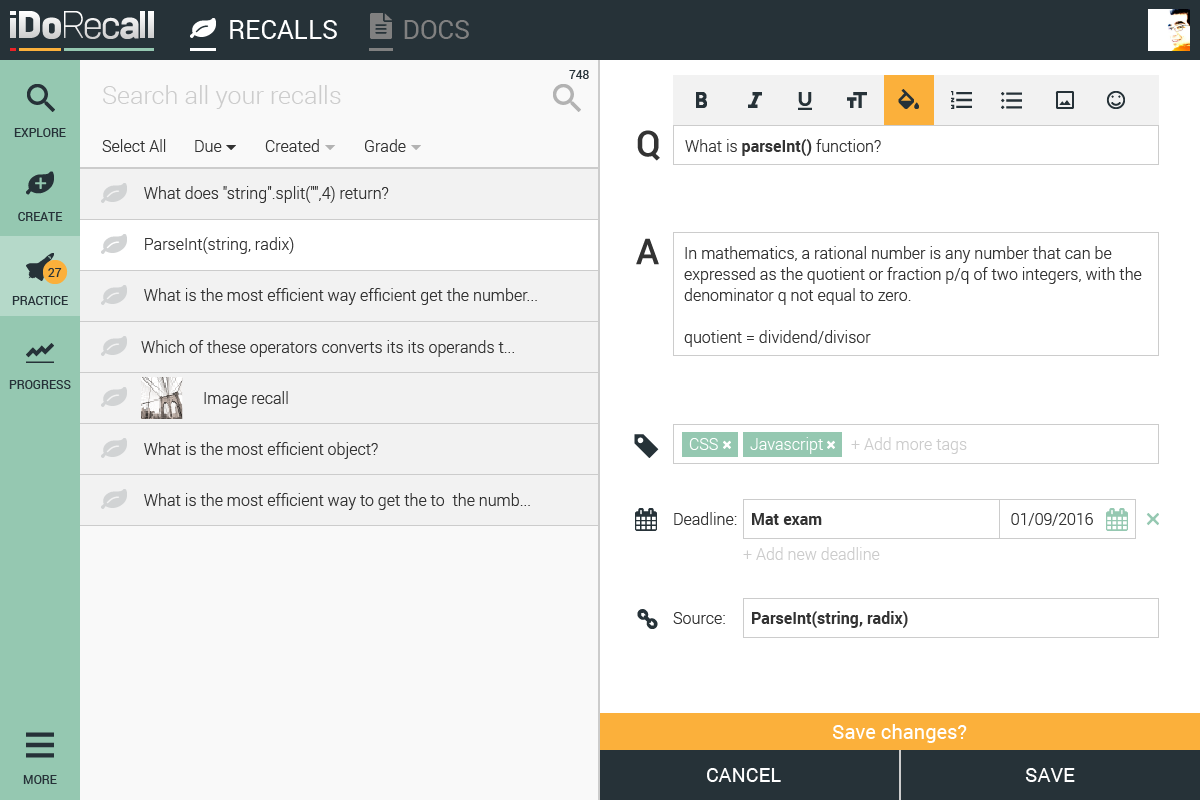 iDoRecall
RECALLS
DOCS
EXPLORE
CREATE
27
PRACTICE
PROGRESS
MORE
748
Search all your recalls
Select All Due Created Grade
What does "string".split("",4) return?
ParseInt(string, radix)
What is the most efficient way efficient get the number...
Which of these operators converts its its operands t...
Image recall
What is the most efficient object?
What is the most efficient way to get the to the numb...
B I U TT
Q
What is parseInt() function?
A
In mathematics, a rational number is any number that can be
expressed as the quotient or fraction p/q of two integers, with the
denominator q not equal to zero.
quotient = dividend/divisor
CSS × Javascript × + Add more tags
Deadline: Mat exam 01/09/2016 ×
+ Add new deadline
Source: ParseInt(string, radix)
Save changes?
CANCEL SAVE